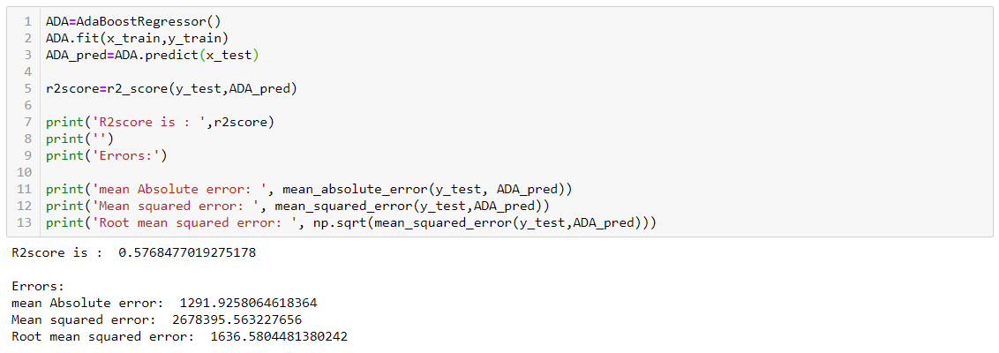 1 ADA=AdaBoostRegressor()
2 ADA.fit(x_train,y_train)
3 ADA_pred=ADA.predict(x_test)
4
5 r2score=r2_score(y_test,ADA_pred)
6
7 print('R2score is : ',r2score)
8 print('')
9 print('Errors:')
10
11 print('mean Absolute error: ', mean_absolute_error(y_test, ADA_pred))
12 print('Mean squared error: ', mean_squared_error(y_test,ADA_pred))
13 print('Root mean squared error: ', np.sqrt(mean_squared_error(y_test,ADA_pred)))
R2score is :  0.5768477019275178
Errors:
mean Absolute error:  1291.9258064618364
Mean squared error:  2678395.563227656
Root mean squared error:  1636.5804481380242